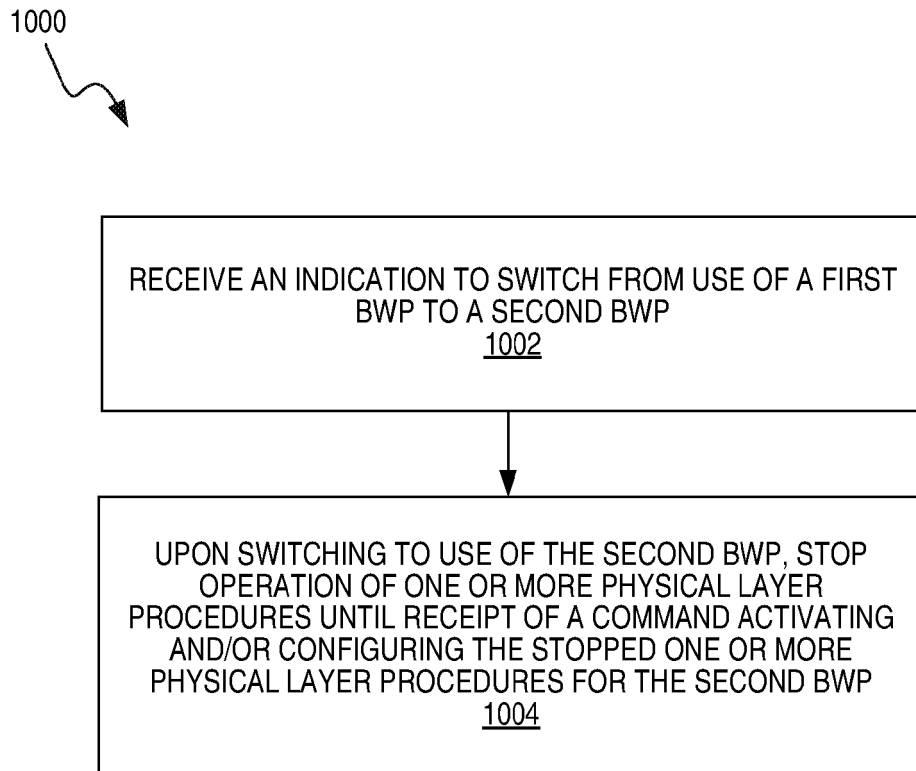 1000
RECEIVE AN INDICATION TO SWITCH FROM USE OF A FIRST
BWP TO A SECOND BWP
1002
UPON SWITCHING TO USE OF THE SECOND BWP, STOP
OPERATION OF ONE OR MORE PHYSICAL LAYER
PROCEDURES UNTIL RECEIPT OF A COMMAND ACTIVATING
AND/OR CONFIGURING THE STOPPED ONE OR MORE
PHYSICAL LAYER PROCEDURES FOR THE SECOND BWP
1004